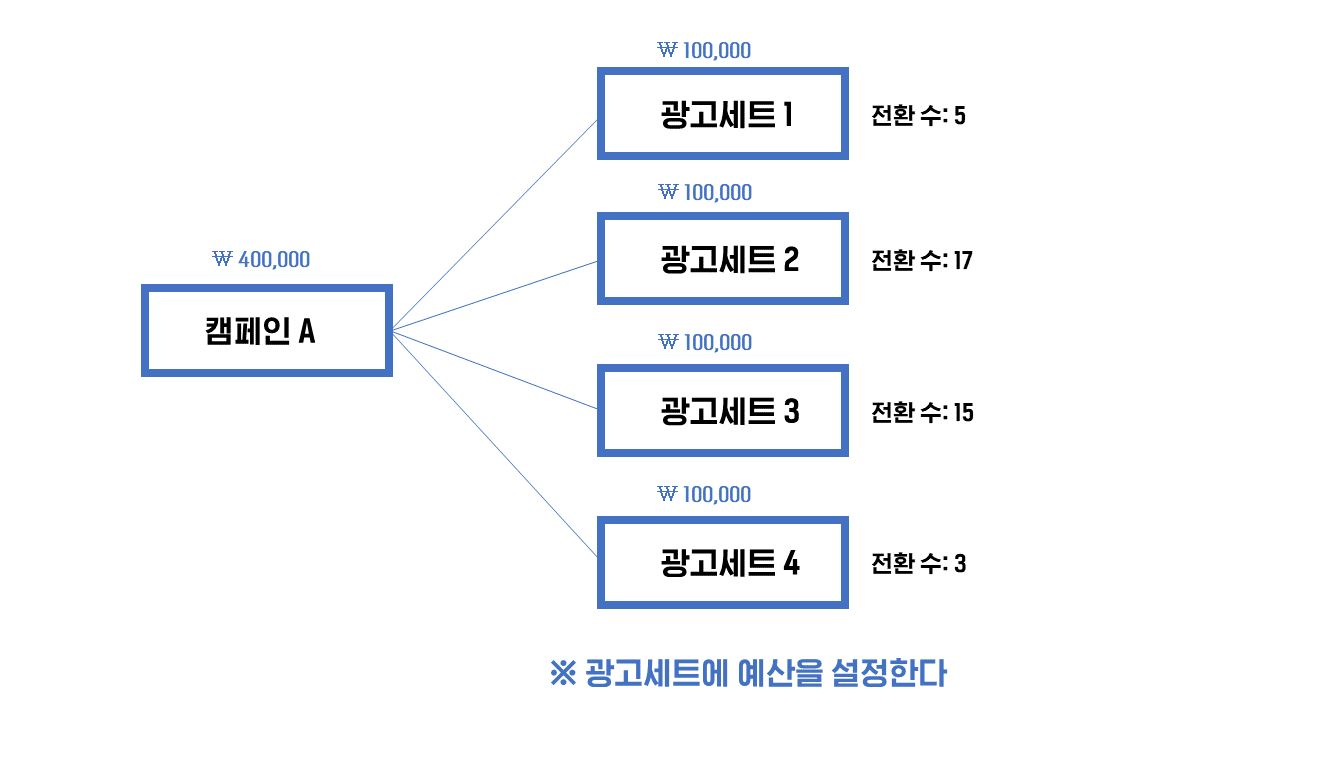 ₩ 100,000
광고세트 1
전환 수: 5
₩ 100,000
광고세트 2
전환 수: 17
₩ 400,000
캠페인 A
₩ 100,000
광고세트 3
전환 수: 15
₩ 100,000
광고세트 4
전환 수: 3
※ 광고세트에 예산을 설정한다